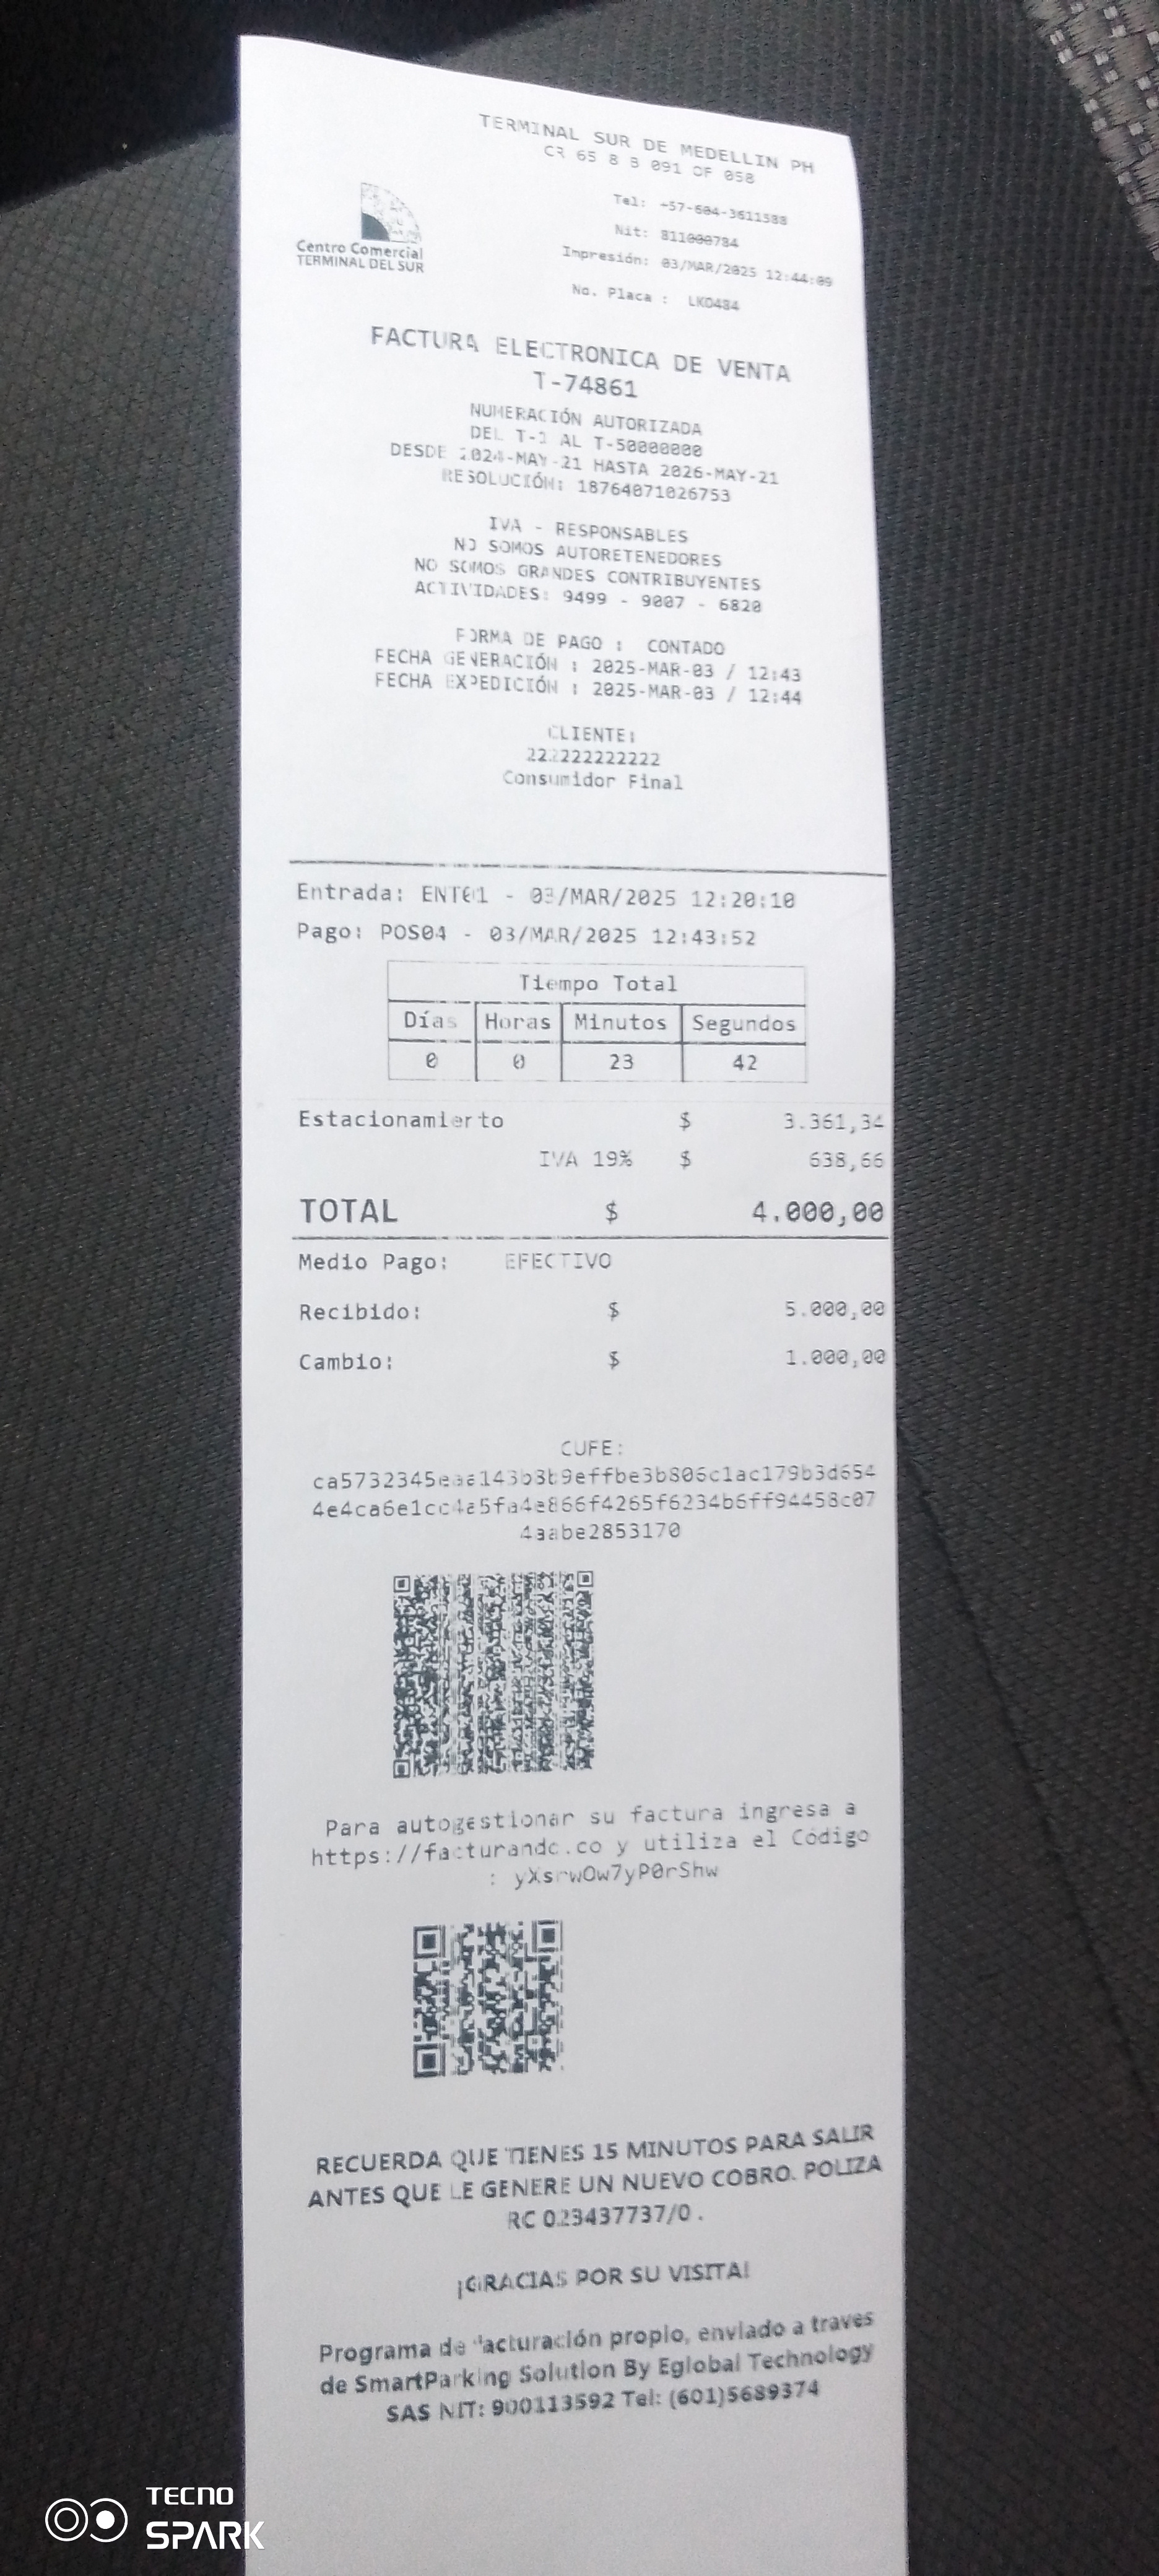 TERMINAL SUR DE MEDELLIN PH
CR 65 8 B 091 OF 058
Centro Comercial
TERMINAL DEL SUR
Tel: +57-604-3611588
Nit: 811000784
Impresión: 03/MAR/2025 12:44:09
No. Placa : LKO484
FACTURA ELECTRONICA DE VENTA
T-74861
NUMERACIÓN AUTORIZADA
DEL T-1 AL T-50000000
DESDE 2024-MAY-21 HASTA 2026-MAY-21
RESOLUCIÓN: 18764071026753
IVA - RESPONSABLES
NO SOMOS AUTORETENEDORES
NO SOMOS GRANDES CONTRIBUYENTES
ACTIVIDADES: 9499 - 9007 - 6820
FORMA DE PAGO : CONTADO
FECHA GENERACIÓN : 2025-MAR-03 / 12:43
FECHA EXPEDICIÓN : 2025-MAR-03 / 12:44
CLIENTE:
222222222222
Consumidor Final
Entrada: ENT01 - 03/MAR/2025 12:20:10
Pago: POS04 - 03/MAR/2025 12:43:52
Tiempo Total
Días Horas Minutos Segundos
0 0 23 42
Estacionamiento $ 3.361,34
IVA 19% $ 638,66
TOTAL $ 4.000,00
Medio Pago: EFECTIVO
Recibido: $ 5.000,00
Cambio: $ 1.000,00
CUFE:
4aabe2853170
Para autogestionar su factura ingresa a
https://facturando.co y utiliza el Código
: yXsrwOw7yP0rShw
RECUERDA QUE TIENES 15 MINUTOS PARA SALIR
ANTES QUE LE GENERE UN NUEVO COBRO. POLIZA
RC 023437737/0 .
¡GRACIAS POR SU VISITA!
Programa de facturación propio, enviado a traves
de SmartParking Solution By Eglobal Technology
SAS NIT: 900113592 Tel: (601)5689374
TECNO
SPARK